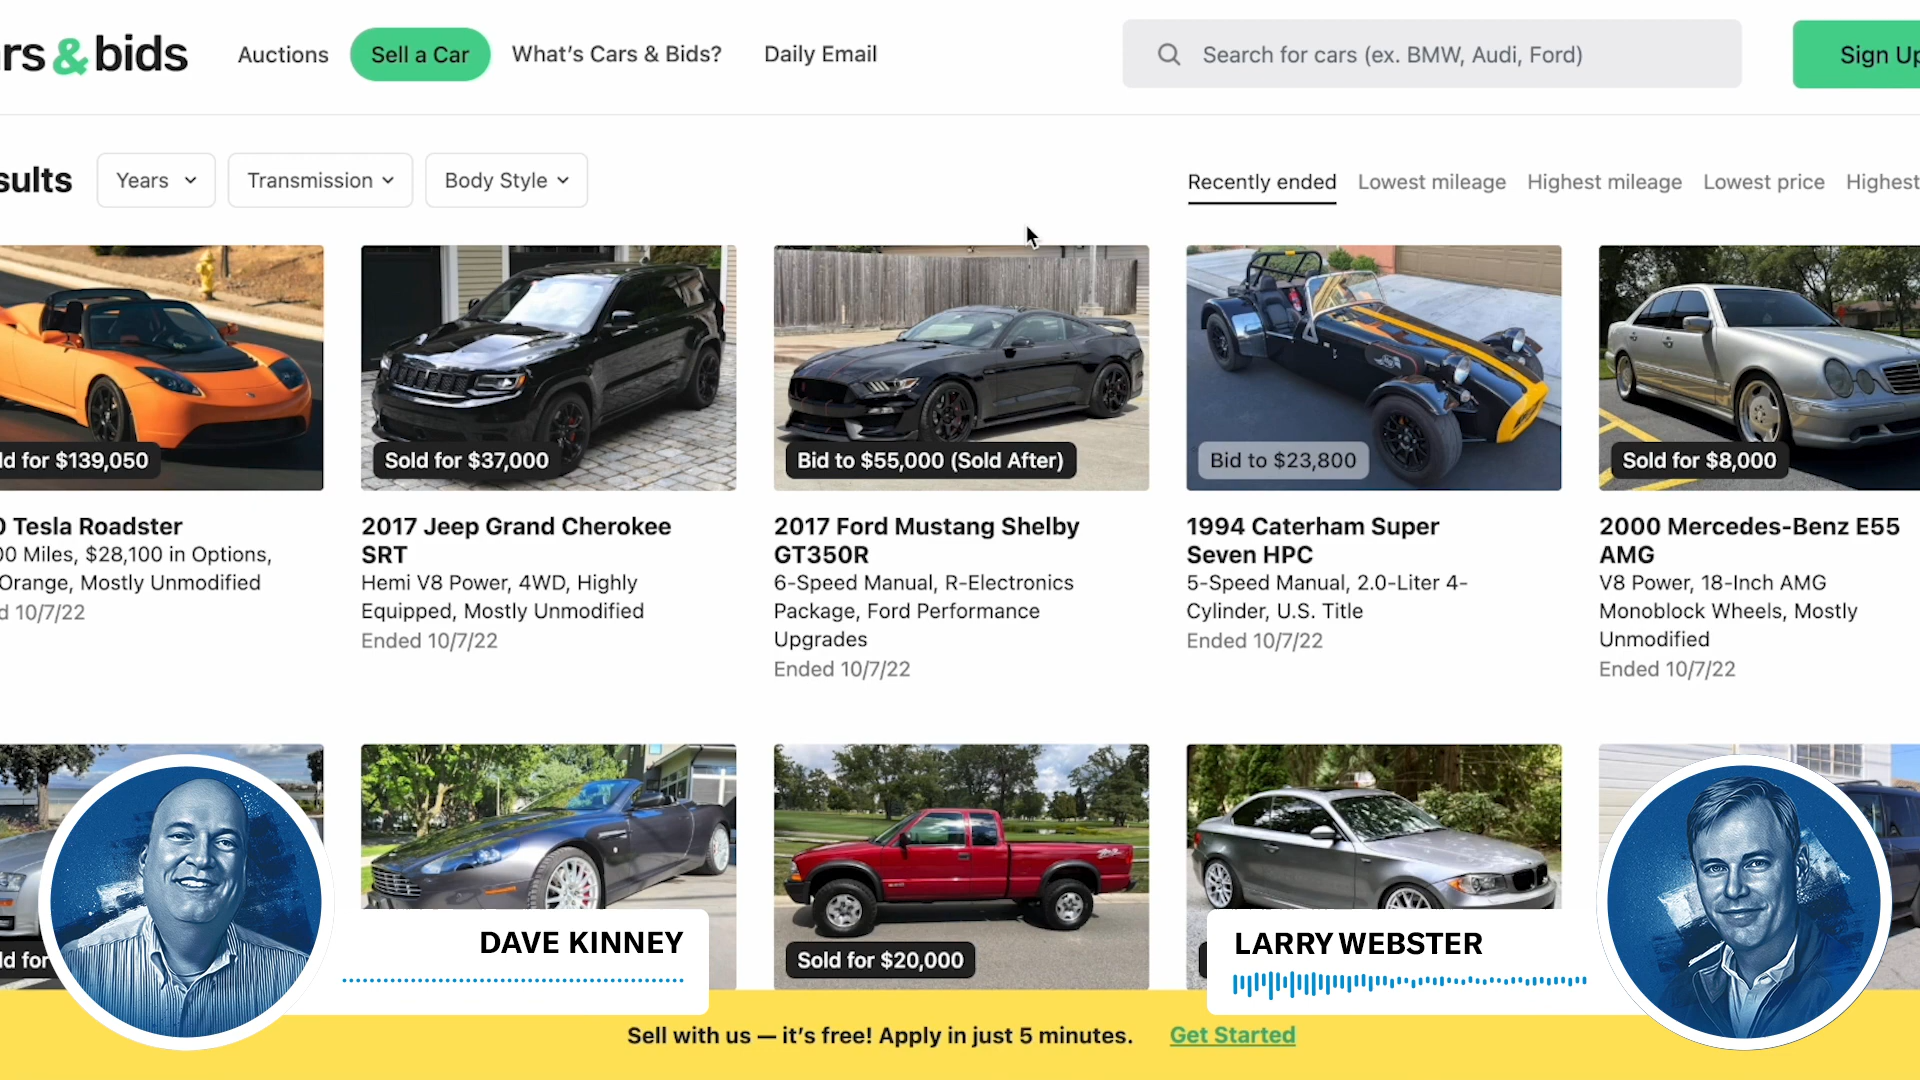 rs & bids
Auctions
Sell a Car
What's Cars & Bids?
Daily Email
Search for cars (ex. BMW, Audi, Ford)
Sign Up
sults
Years
Transmission
Body Style
Recently ended
Lowest mileage
Highest mileage
Lowest price
Highest
ld for $139,050
Sold for $37,000
Bid to $55,000 (Sold After)
Bid to $23,800
Sold for $8,000
0 Tesla Roadster
00 Miles, $28,100 in Options,
Orange, Mostly Unmodified
d 10/7/22
2017 Jeep Grand Cherokee
SRT
Hemi V8 Power, 4WD, Highly
Equipped, Mostly Unmodified
Ended 10/7/22
2017 Ford Mustang Shelby
GT350R
6-Speed Manual, R-Electronics
Package, Ford Performance
Upgrades
Ended 10/7/22
1994 Caterham Super
Seven HPC
5-Speed Manual, 2.0-Liter 4-
Cylinder, U.S. Title
Ended 10/7/22
2000 Mercedes-Benz E55
AMG
V8 Power, 18-Inch AMG
Monoblock Wheels, Mostly
Unmodified
Ended 10/7/22
ld for
DAVE KINNEY
Sold for $20,000
LARRY WEBSTER
Sell with us — it's free! Apply in just 5 minutes.
Get Started